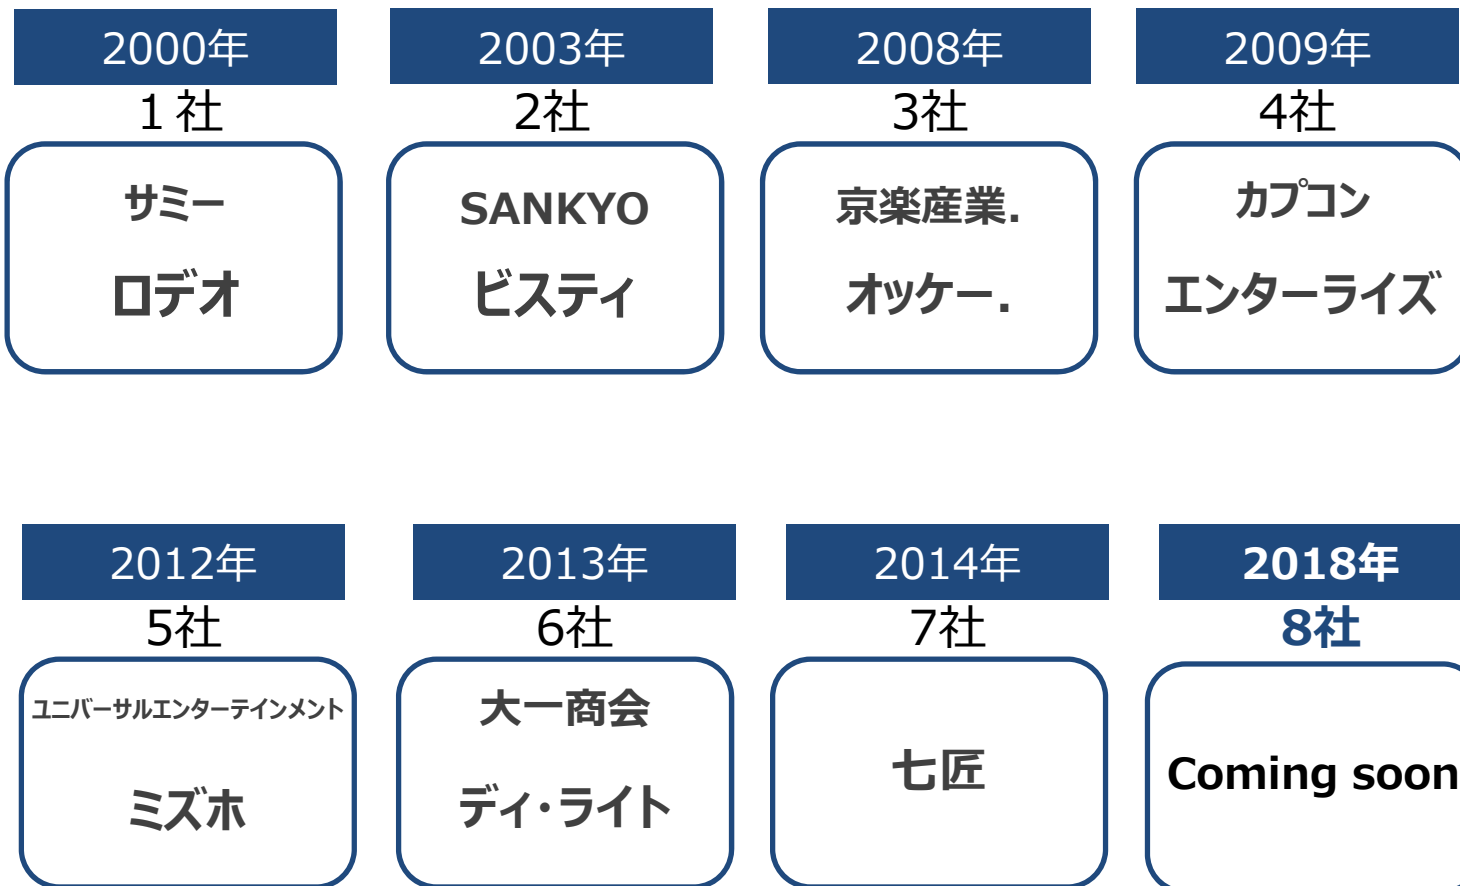 2000年 2003年 2008年 2009年
１社 2社 3社 4社
サミー SANKYO 京楽産業. カプコン
ロデオ ビスティ オッケー. エンターライズ
2012年 2013年 2014年 2018年
5社 6社 7社 8社
ユニバーサルエンターテインメント 大一商会
ミズホ ディ・ライト 七匠 Coming soon